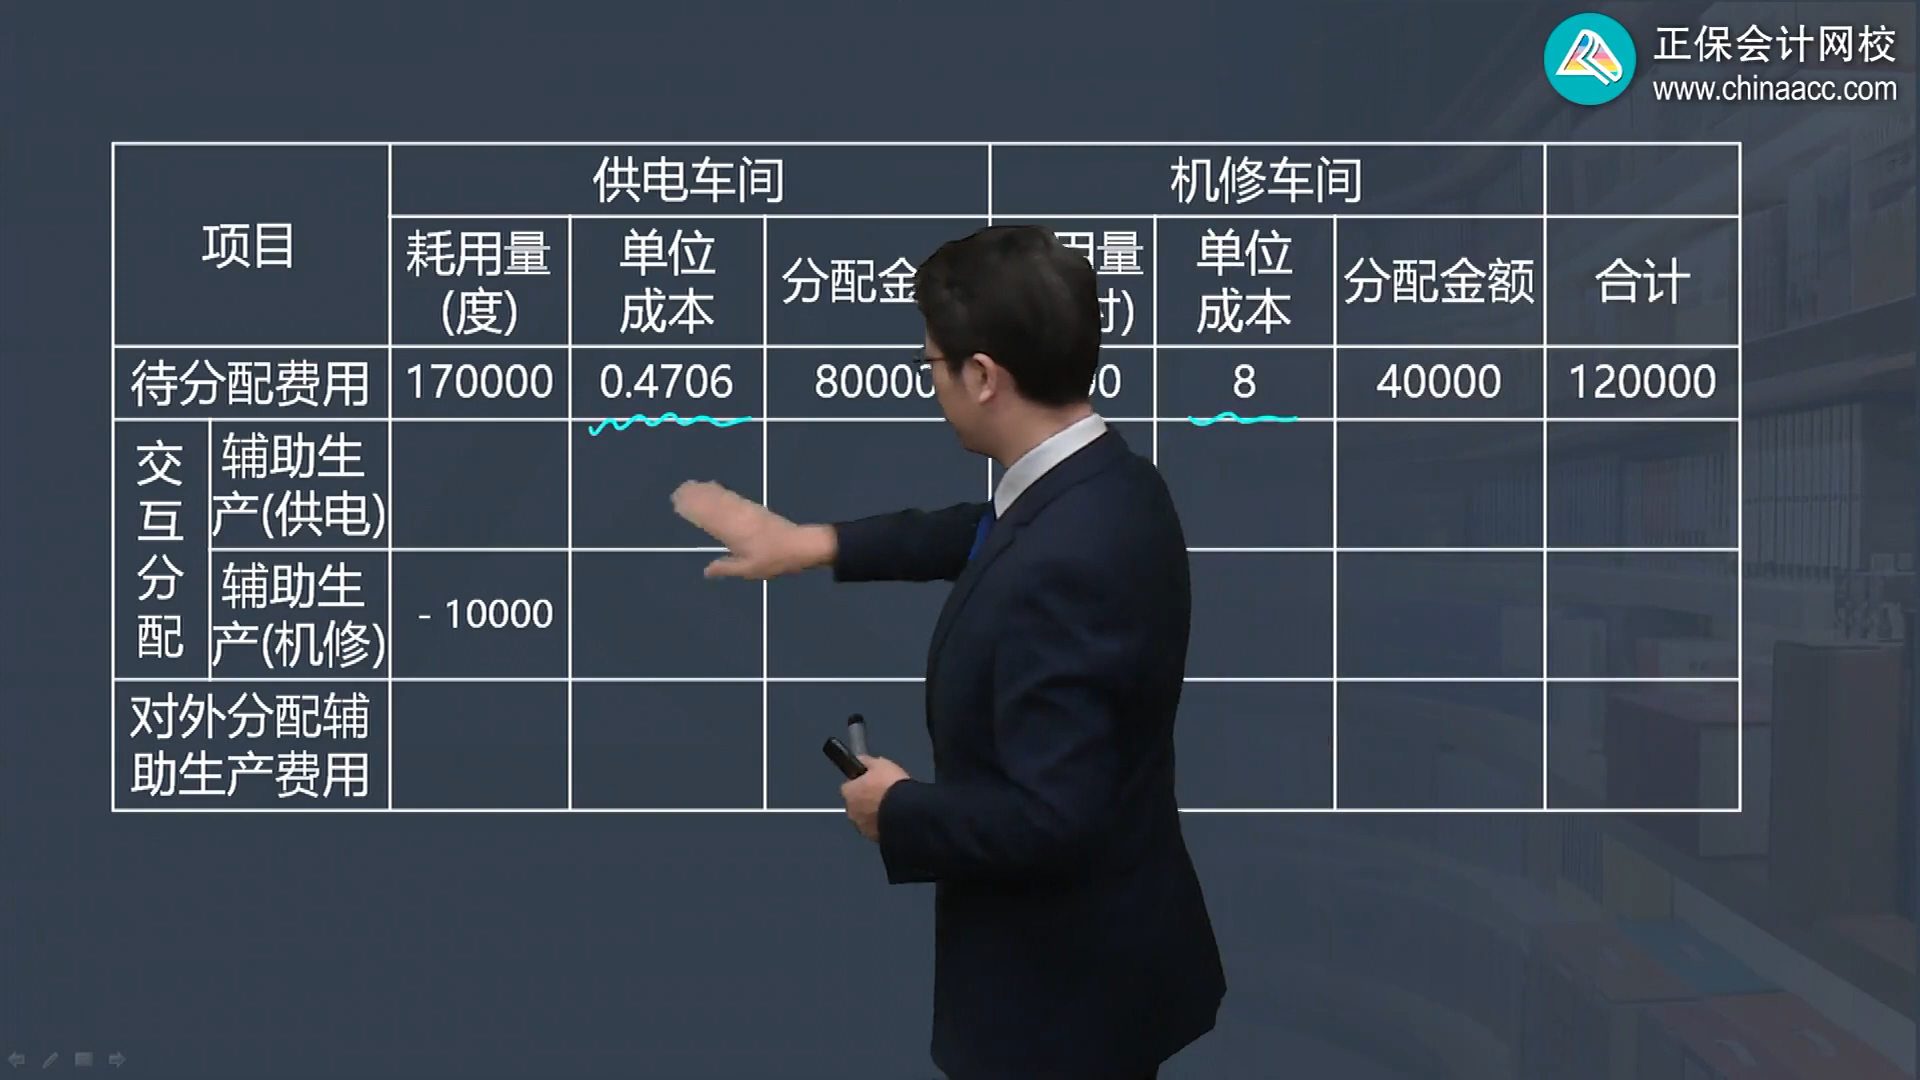 正保会计网校
www.chinaacc.com
项目
供电车间
机修车间
耗用量
(度)
单位
成本
分配金
用量
时)
单位
成本
分配金额
合计
待分配费用
170000
0.4706
80000
8
40000
120000
交互分配
辅助生
产(供电)
辅助生
产(机修)
- 10000
对外分配辅
助生产费用